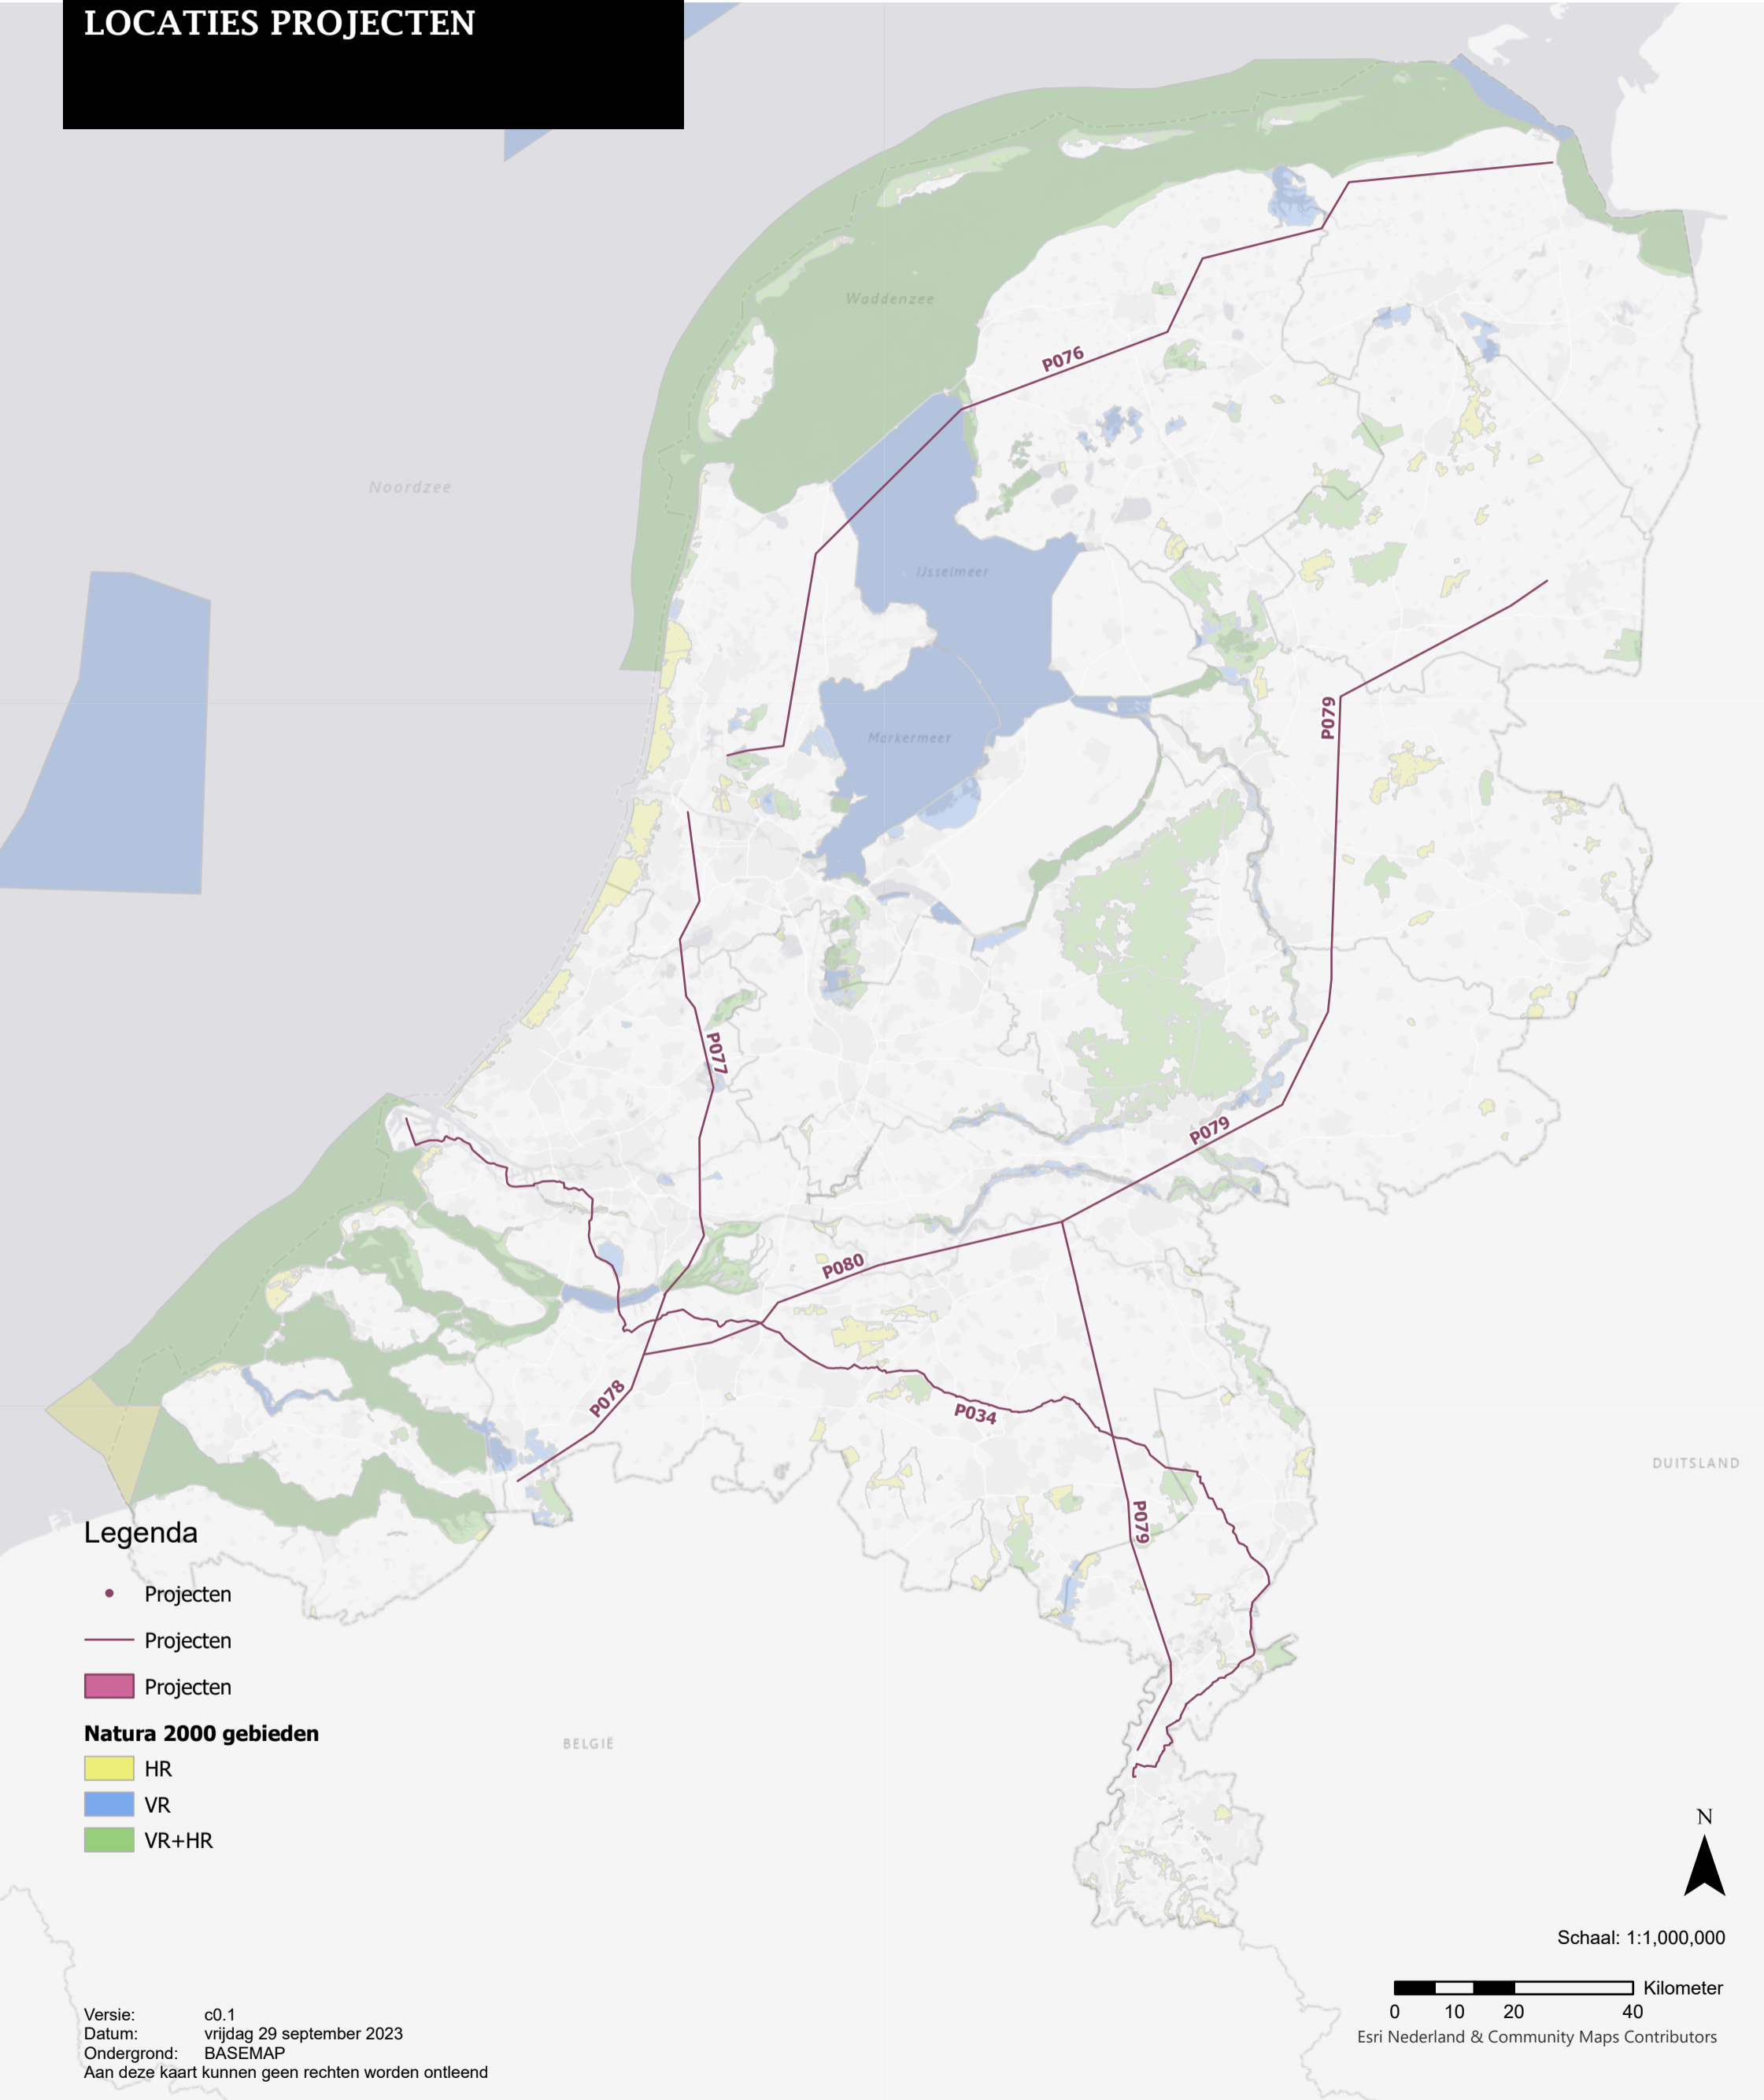 LOCATIES PROJECTEN
Waddenzee
P076
Noordzee
IJsselmeer
P079
Markermeer
P077
P079
P080
P078
P034
DUITSLAND
P079
Legenda
Projecten
Projecten
Projecten
Natura 2000 gebieden
HR
VR
VR+HR
BELGIË
N
Schaal: 1:1,000,000
Kilometer
0 10 20 40
Esri Nederland & Community Maps Contributors
Versie: c0.1
Datum: vrijdag 29 september 2023
Ondergrond: BASEMAP
Aan deze kaart kunnen geen rechten worden ontleend